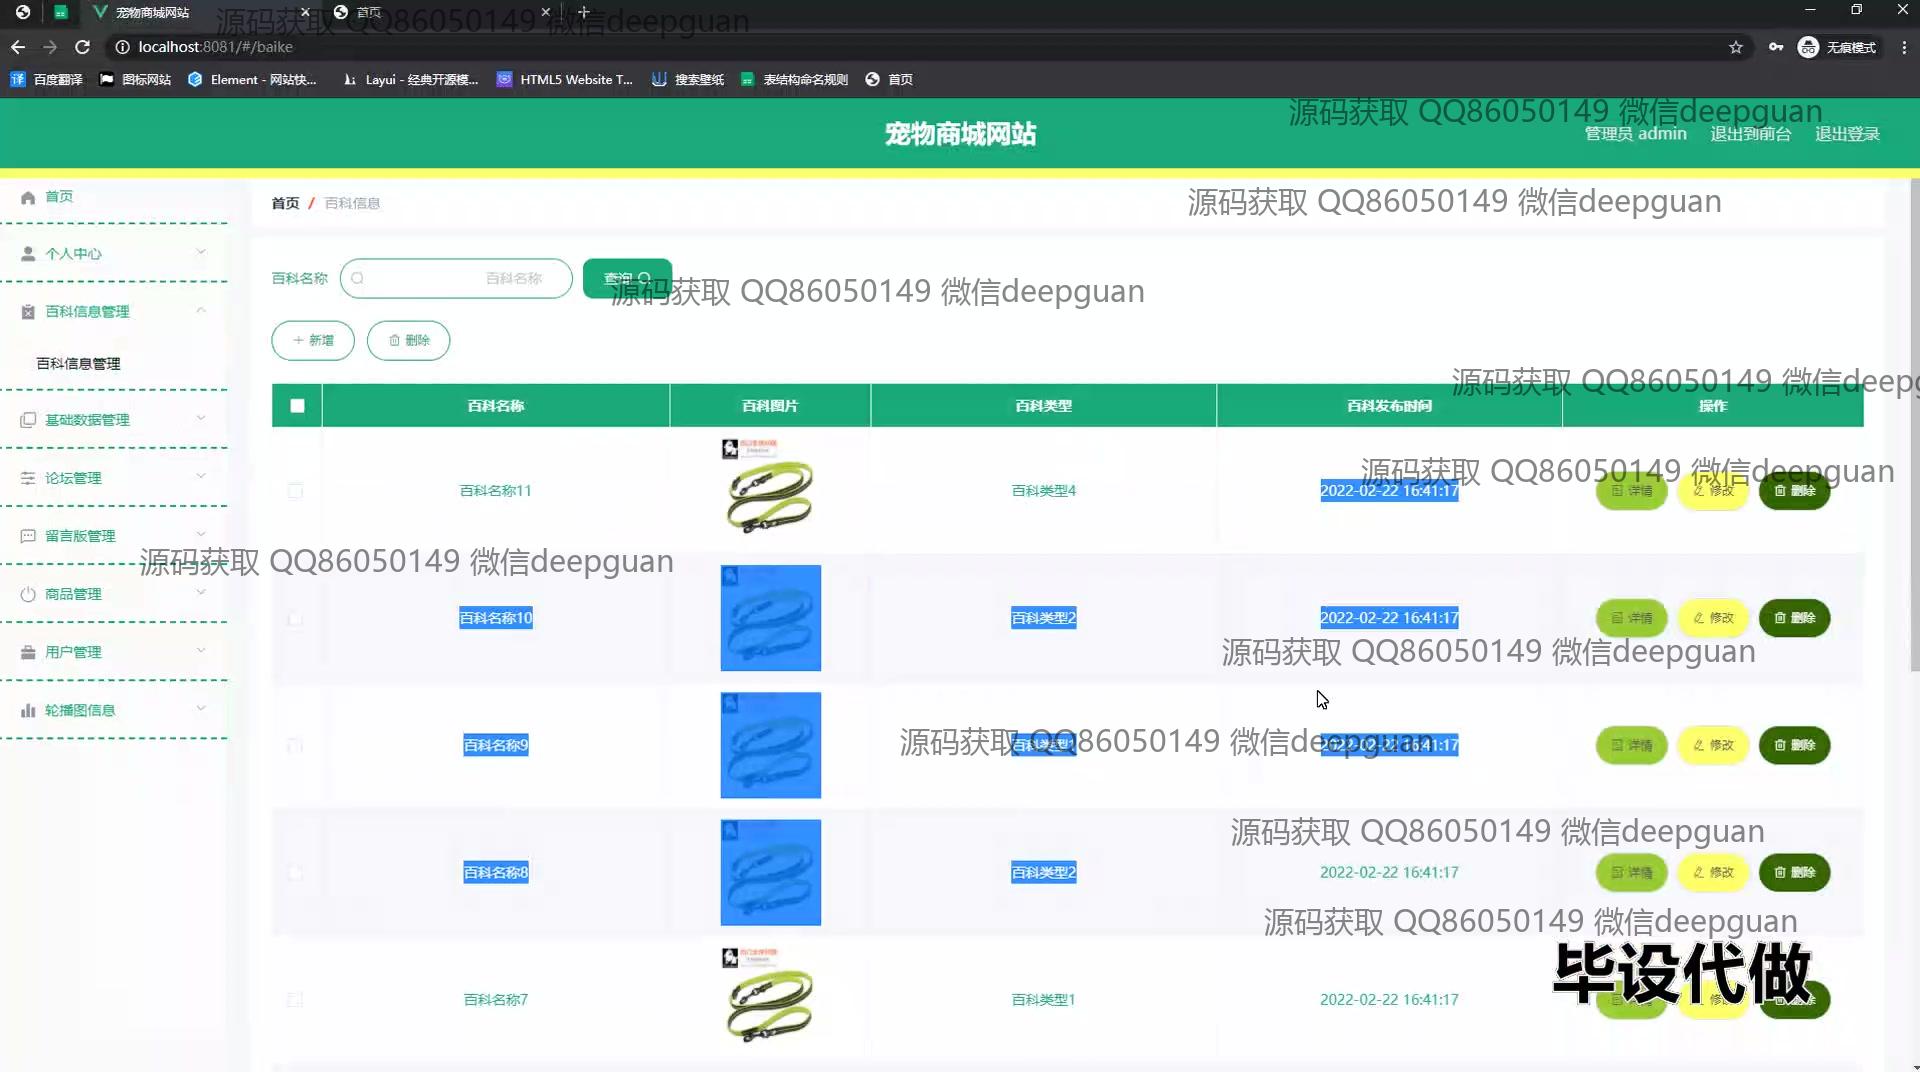 宠物商城网站
首页
源码获取 QQ86050149 微信deepguan
localhost:8081/#/baike
无痕模式
百度翻译
图标网站
Element - 网站快...
Layui - 经典开源模...
HTML5 Website T...
搜索壁纸
表结构命名规则
首页
源码获取 QQ86050149 微信deepguan
宠物商城网站
管理员 admin
退出到前台
退出登录
首页
个人中心
百科信息管理
百科信息管理
基础数据管理
论坛管理
留言版管理
商品管理
用户管理
轮播图信息
首页 / 百科信息
源码获取 QQ86050149 微信deepguan
百科名称
百科名称
查询
源码获取 QQ86050149 微信deepguan
新增
删除
源码获取 QQ86050149 微信deepg
百科名称 百科图片 百科类型 百科发布时间 操作
源码获取 QQ86050149 微信deepguan
百科名称11 百科类型4 2022-02-22 16:41:17 详情 修改 删除
源码获取 QQ86050149 微信deepguan
百科名称10 百科类型2 2022-02-22 16:41:17 详情 修改 删除
源码获取 QQ86050149 微信deepguan
源码获取 QQ86050149 微信deepguan
百科名称9 百科类型1 2022-02-22 16:41:17 详情 修改 删除
源码获取 QQ86050149 微信deepguan
百科名称8 百科类型2 2022-02-22 16:41:17 详情 修改 删除
源码获取 QQ86050149 微信deepguan
毕设代做
百科名称7 百科类型1 2022-02-22 16:41:17